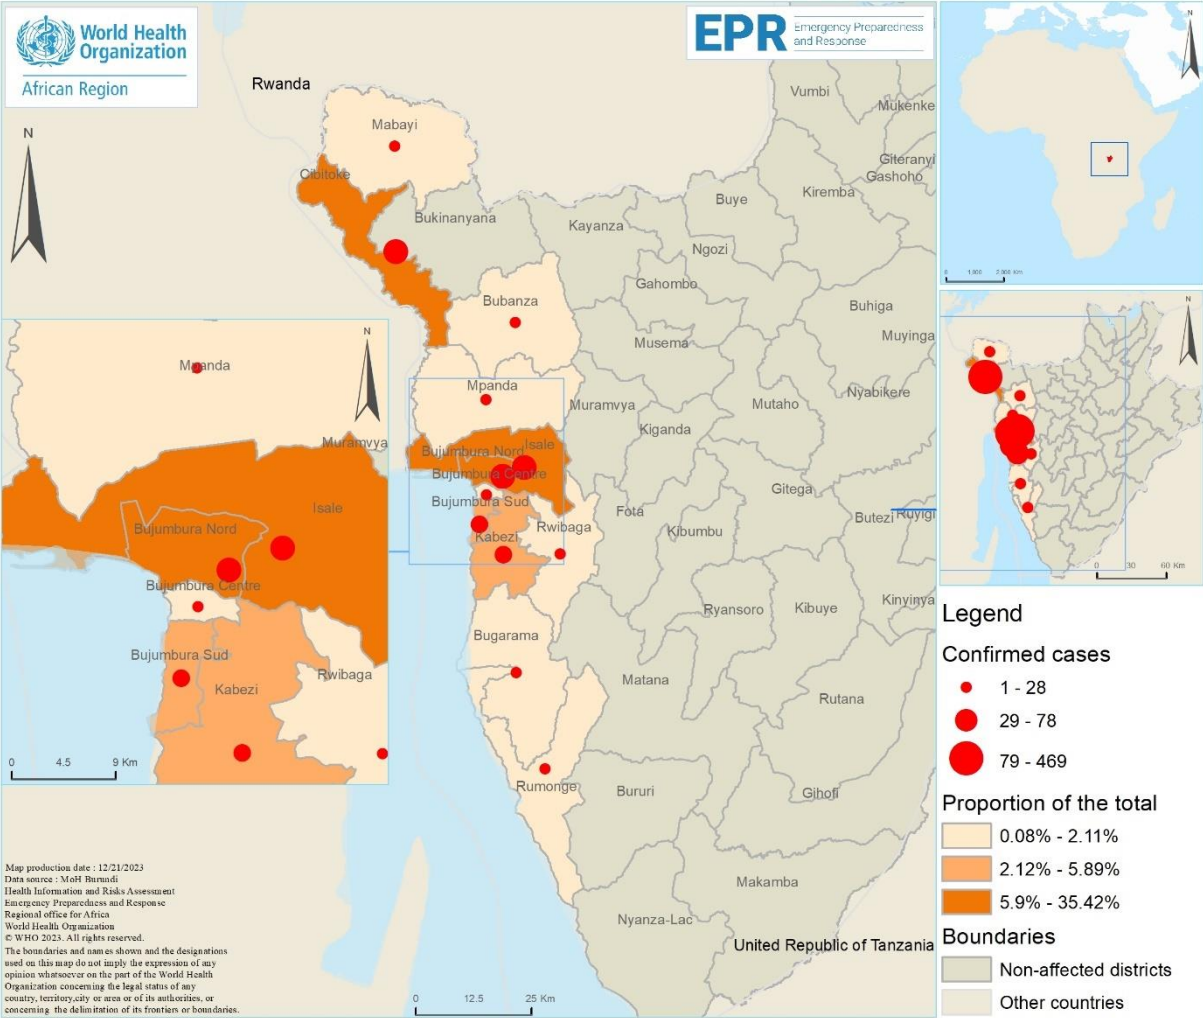 World Health
Organization
African Region
EPR
Emergency Preparedness
and Response
Rwanda
N
Mabayi
Cibitoke
Bukinanyana
Vumbi
Mukenke
Giteranyi
Gashoho
Kiremba
Buye
Kayanza
Ngozi
Gahombo
Buhiga
Muyinga
Musema
Bubanza
Mpanda
Muramvya
Mutaho
Nyabikere
Kiganda
Bujumbura Nord
Isale
Bujumbura Centre
Bujumbura Sud
Gitega
Fota
Kibumbu
Butezi
Ruyigi
Rwibaga
Kabezi
Ryansoro
Kibuye
Kinyinya
Bugarama
Matana
Rutana
Rumonge
Bururi
Gihofi
Makamba
Nyanza-Lac
United Republic of Tanzania
0 12.5 25 Km
N
Mpanda
Muramvya
Isale
Bujumbura Nord
Bujumbura Centre
Bujumbura Sud
Kabezi
Rwibaga
0 4.5 9 Km
Map production date : 12/21/2023
Data source : MoH Burundi
Health Information and Risks Assessment
Emergency Preparedness and Response
Regional office for Africa
World Health Organization
© WHO 2023. All rights reserved.
The boundaries and names shown and the designations
used on this map do not imply the expression of any
opinion whatsoever on the part of the World Health
Organization concerning the legal status of any
country, territory,city or area or of its authorities, or
concerning the delimitation of its frontiers or boundaries.
N
N
0 30 60 Km
Legend
Confirmed cases
1 - 28
29 - 78
79 - 469
Proportion of the total
0.08% - 2.11%
2.12% - 5.89%
5.9% - 35.42%
Boundaries
Non-affected districts
Other countries